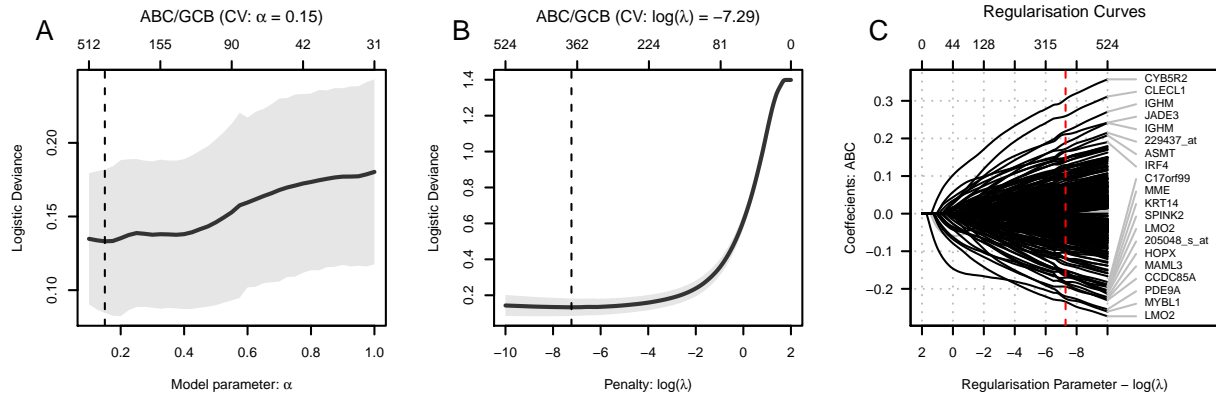 A
ABC/GCB (CV: α = 0.15)
512 155 90 42 31
Logistic Deviance
0.10 0.15 0.20
0.2 0.4 0.6 0.8 1.0
Model parameter: α
B
ABC/GCB (CV: log(λ) = −7.29)
524 362 224 81 0
Logistic Deviance
0.2 0.4 0.6 0.8 1.0 1.2 1.4
−10 −8 −6 −4 −2 0 2
Penalty: log(λ)
C
Regularisation Curves
0 44 128 315 524
Coeffecients: ABC
0.3
0.2
0.1
0.0
−0.1
−0.2
2 0 −2 −4 −6 −8
Regularisation Parameter − log(λ)
CYB5R2
CLECL1
IGHM
JADE3
IGHM
229437_at
ASMT
IRF4
C17orf99
MME
KRT14
SPINK2
LMO2
205048_s_at
HOPX
MAML3
CCDC85A
PDE9A
MYBL1
LMO2